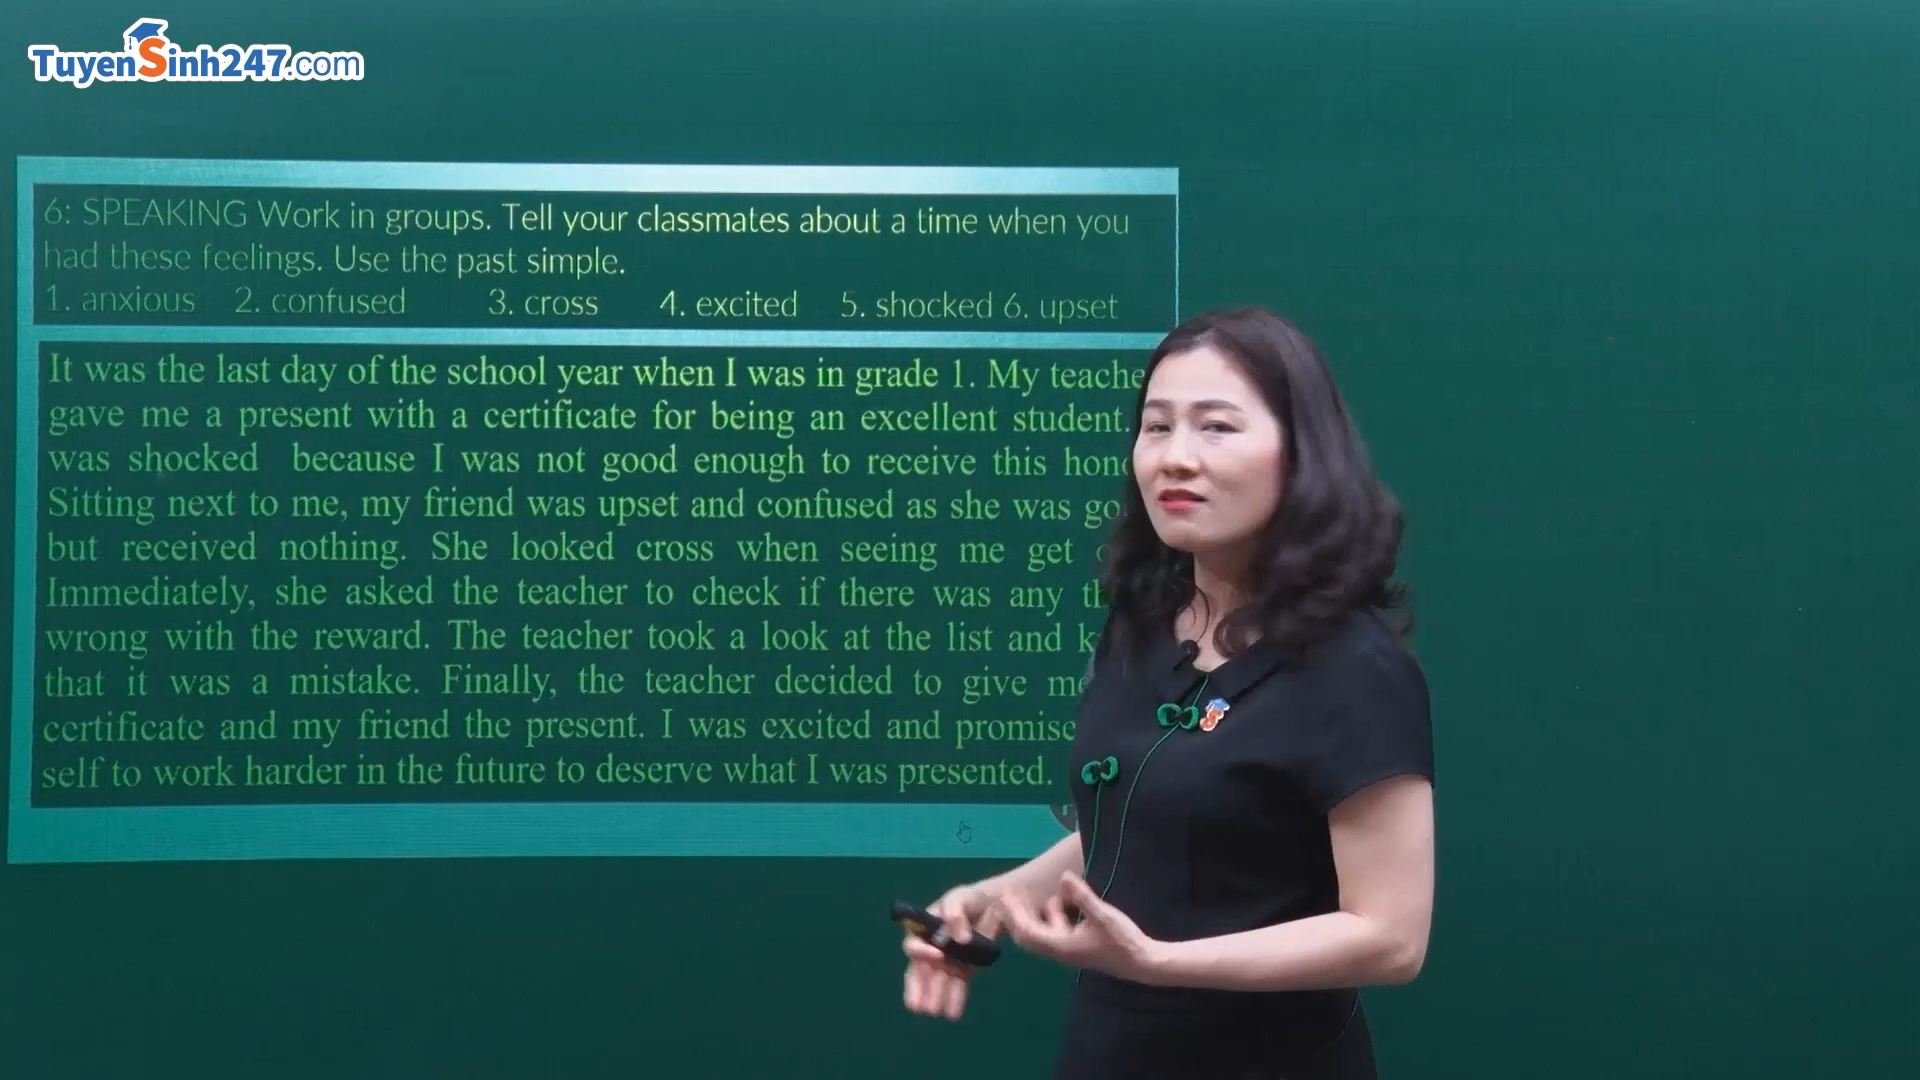 TuyenSinh247.com
6: SPEAKING Work in groups. Tell your classmates about a time when you
had these feelings. Use the past simple.
1. anxious 2. confused 3. cross 4. excited 5. shocked 6. upset
It was the last day of the school year when I was in grade 1. My
gave me a present with a certificate for being an excellent student.
was shocked because I was not good enough to receive this
Sitting next to me, my friend was upset and confused as she was
but received nothing. She looked cross when seeing me get
Immediately, she asked the teacher to check if there was any
wrong with the reward. The teacher took a look at the list and
that it was a mistake. Finally, the teacher decided to give
certificate and my friend the present. I was excited and
self to work harder in the future to deserve what I was presented.